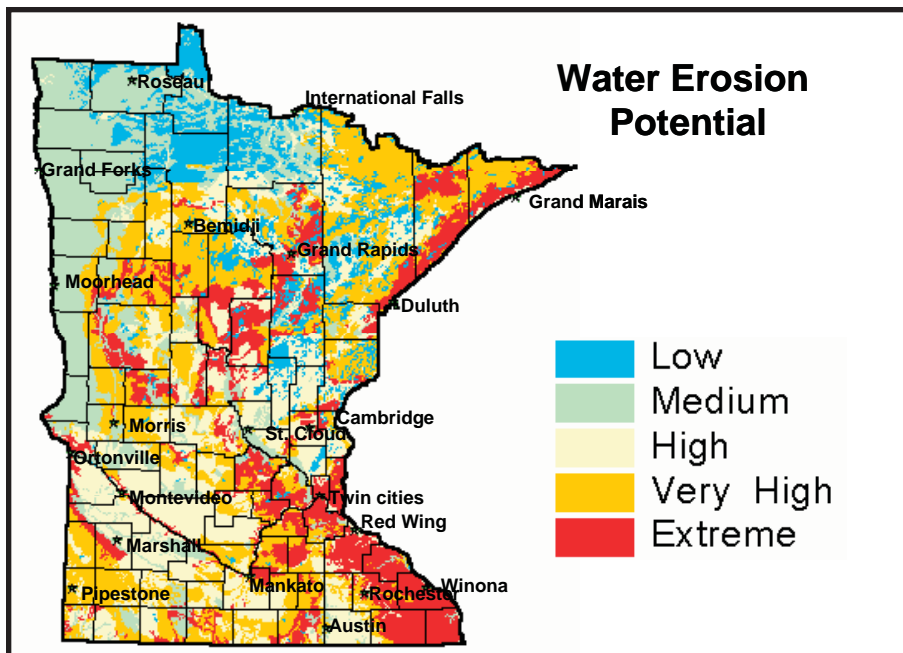 Water Erosion
Potential
Roseau
International Falls
Grand Forks
Grand Marais
Bemidji
Grand Rapids
Moorhead
Duluth
Low
Medium
High
Very High
Extreme
Cambridge
Morris
St. Cloud
Ortonville
Montevideo
Twin cities
Red Wing
Marshall
Mankato
Winona
Pipestone
Rochester
Austin